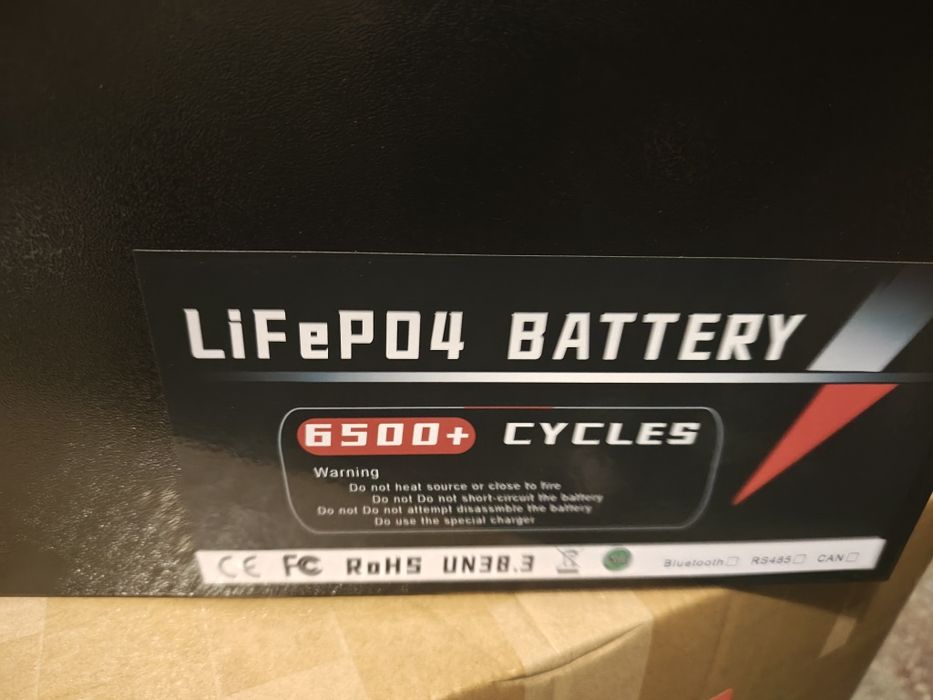 LiFePO4 BATTERY
6500+ CYCLES
Warning
Do not heat source or close to fire
Do not Do not short-circuit the battery
Do not Do not attempt disassmble the battery
Do use the special charger
CE FC RoHS UN38.3 Bluetooth RS485 CAN